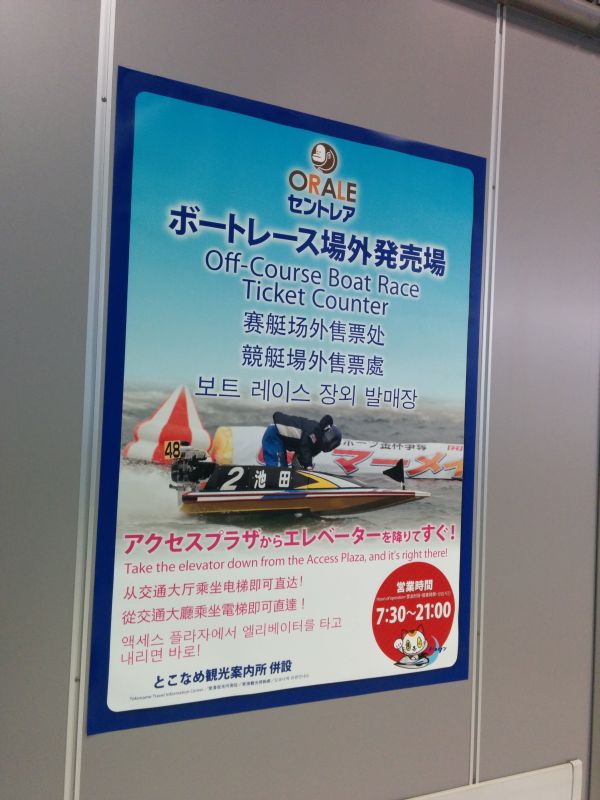 ORALE
セントレア
ボートレース場外発売場
Off-Course Boat Race
Ticket Counter
赛艇场外售票处
競艇場外售票處
보트 레이스 장외 발매장
48
2 池田
アクセスプラザからエレベーターを降りてすぐ!
Take the elevator down from the Access Plaza, and it's right there!
从交通大厅乘坐电梯即可直达!
從交通大廳乘坐電梯即可直達!
액세스 플라자에서 엘리베이터를 타고
내리면 바로!
営業時間
7:30~21:00
とこなめ観光案内所 併設
Tokoname Travel Information Center